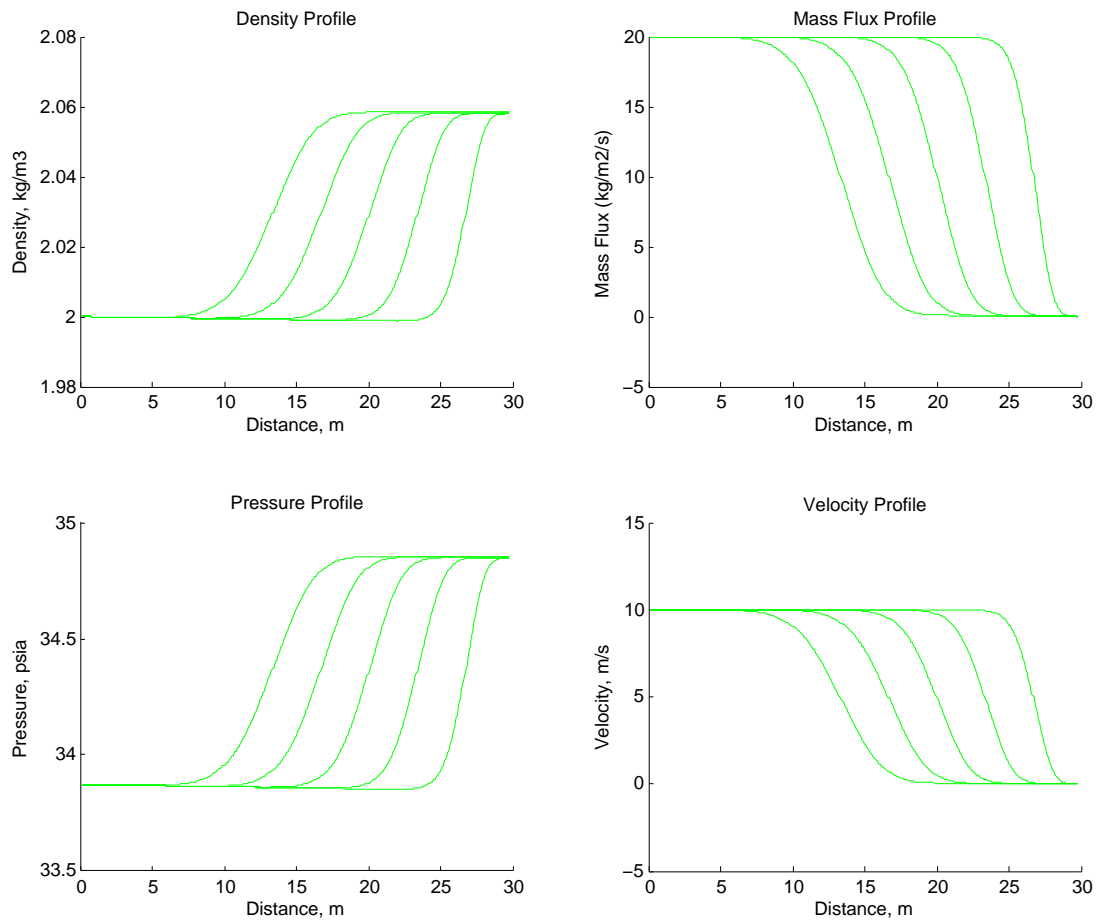 Density Profile
2.08
2.06
2.04
2.02
2
1.98
Density, kg/m3
0 5 10 15 20 25 30
Distance, m
Mass Flux Profile
20
15
10
5
0
−5
Mass Flux (kg/m2/s)
0 5 10 15 20 25 30
Distance, m
Pressure Profile
35
34.5
34
33.5
Pressure, psia
0 5 10 15 20 25 30
Distance, m
Velocity Profile
15
10
5
0
−5
Velocity, m/s
0 5 10 15 20 25 30
Distance, m